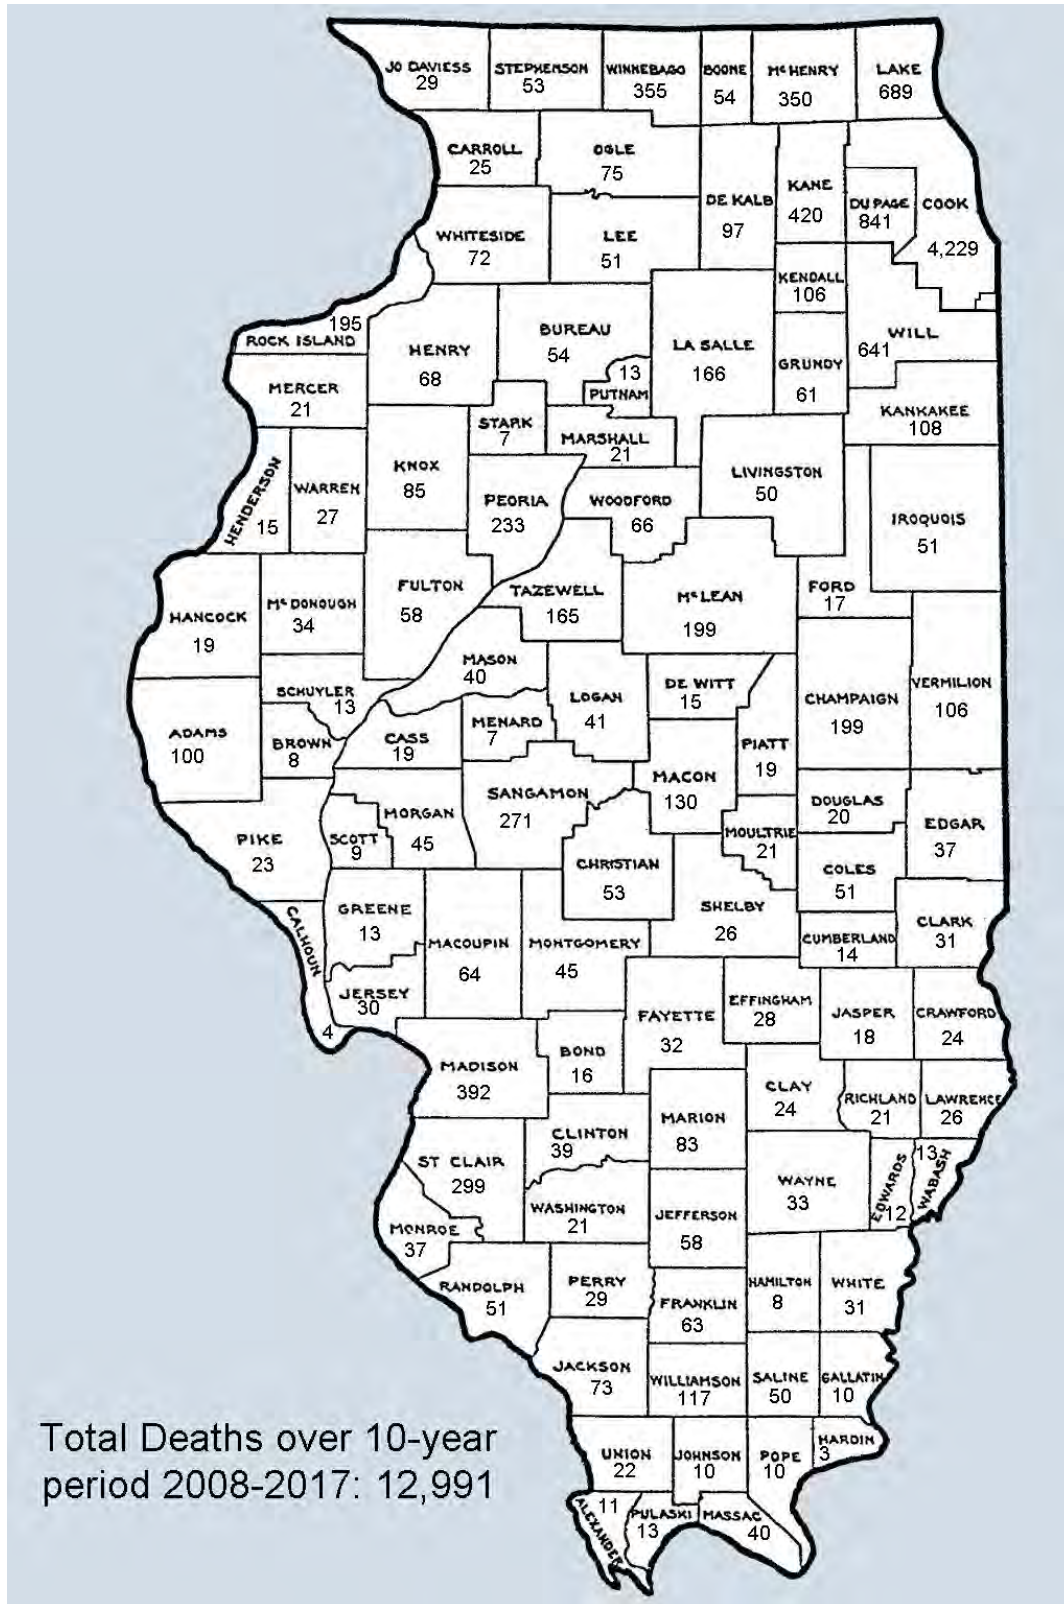 JO DAVIESS
29
STEPHENSON
53
WINNEBAGO
355
BOONE
54
McHENRY
350
LAKE
689
CARROLL
25
OGLE
75
DE KALB
97
KANE
420
DU PAGE
841
COOK
4,229
WHITESIDE
72
LEE
51
KENDALL
106
195
ROCK ISLAND
HENRY
68
BUREAU
54
13
PUTNAM
LA SALLE
166
GRUNDY
61
WILL
641
MERCER
21
KANKAKEE
108
STARK
7
MARSHALL
21
HENDERSON
15
WARREN
27
KNOX
85
PEORIA
233
WOODFORD
66
LIVINGSTON
50
IROQUOIS
51
HANCOCK
19
McDONOUGH
34
FULTON
58
TAZEWELL
165
McLEAN
199
FORD
17
MASON
40
SCHUYLER
13
LOGAN
41
DE WITT
15
CHAMPAIGN
199
VERMILION
106
ADAMS
100
BROWN
8
CASS
19
MENARD
7
PIATT
19
MACON
130
SANGAMON
271
DOUGLAS
20
EDGAR
37
PIKE
23
SCOTT
9
MORGAN
45
CHRISTIAN
53
MOULTRIE
21
COLES
51
CALHOUN
4
GREENE
13
MACOUPIN
64
MONTGOMERY
45
SHELBY
26
CUMBERLAND
14
CLARK
31
JERSEY
30
FAYETTE
32
EFFINGHAM
28
JASPER
18
CRAWFORD
24
MADISON
392
BOND
16
CLAY
24
RICHLAND
21
LAWRENCE
26
MARION
83
CLINTON
39
ST CLAIR
299
WAYNE
33
EDWARDS
12
13
WABASH
WASHINGTON
21
JEFFERSON
58
MONROE
37
RANDOLPH
51
PERRY
29
FRANKLIN
63
HAMILTON
8
WHITE
31
JACKSON
73
WILLIAMSON
117
SALINE
50
GALLATIN
10
UNION
22
JOHNSON
10
POPE
10
HARDIN
3
11
ALEXANDER
PULASKI
13
MASSAC
40
Total Deaths over 10-year
period 2008-2017: 12,991